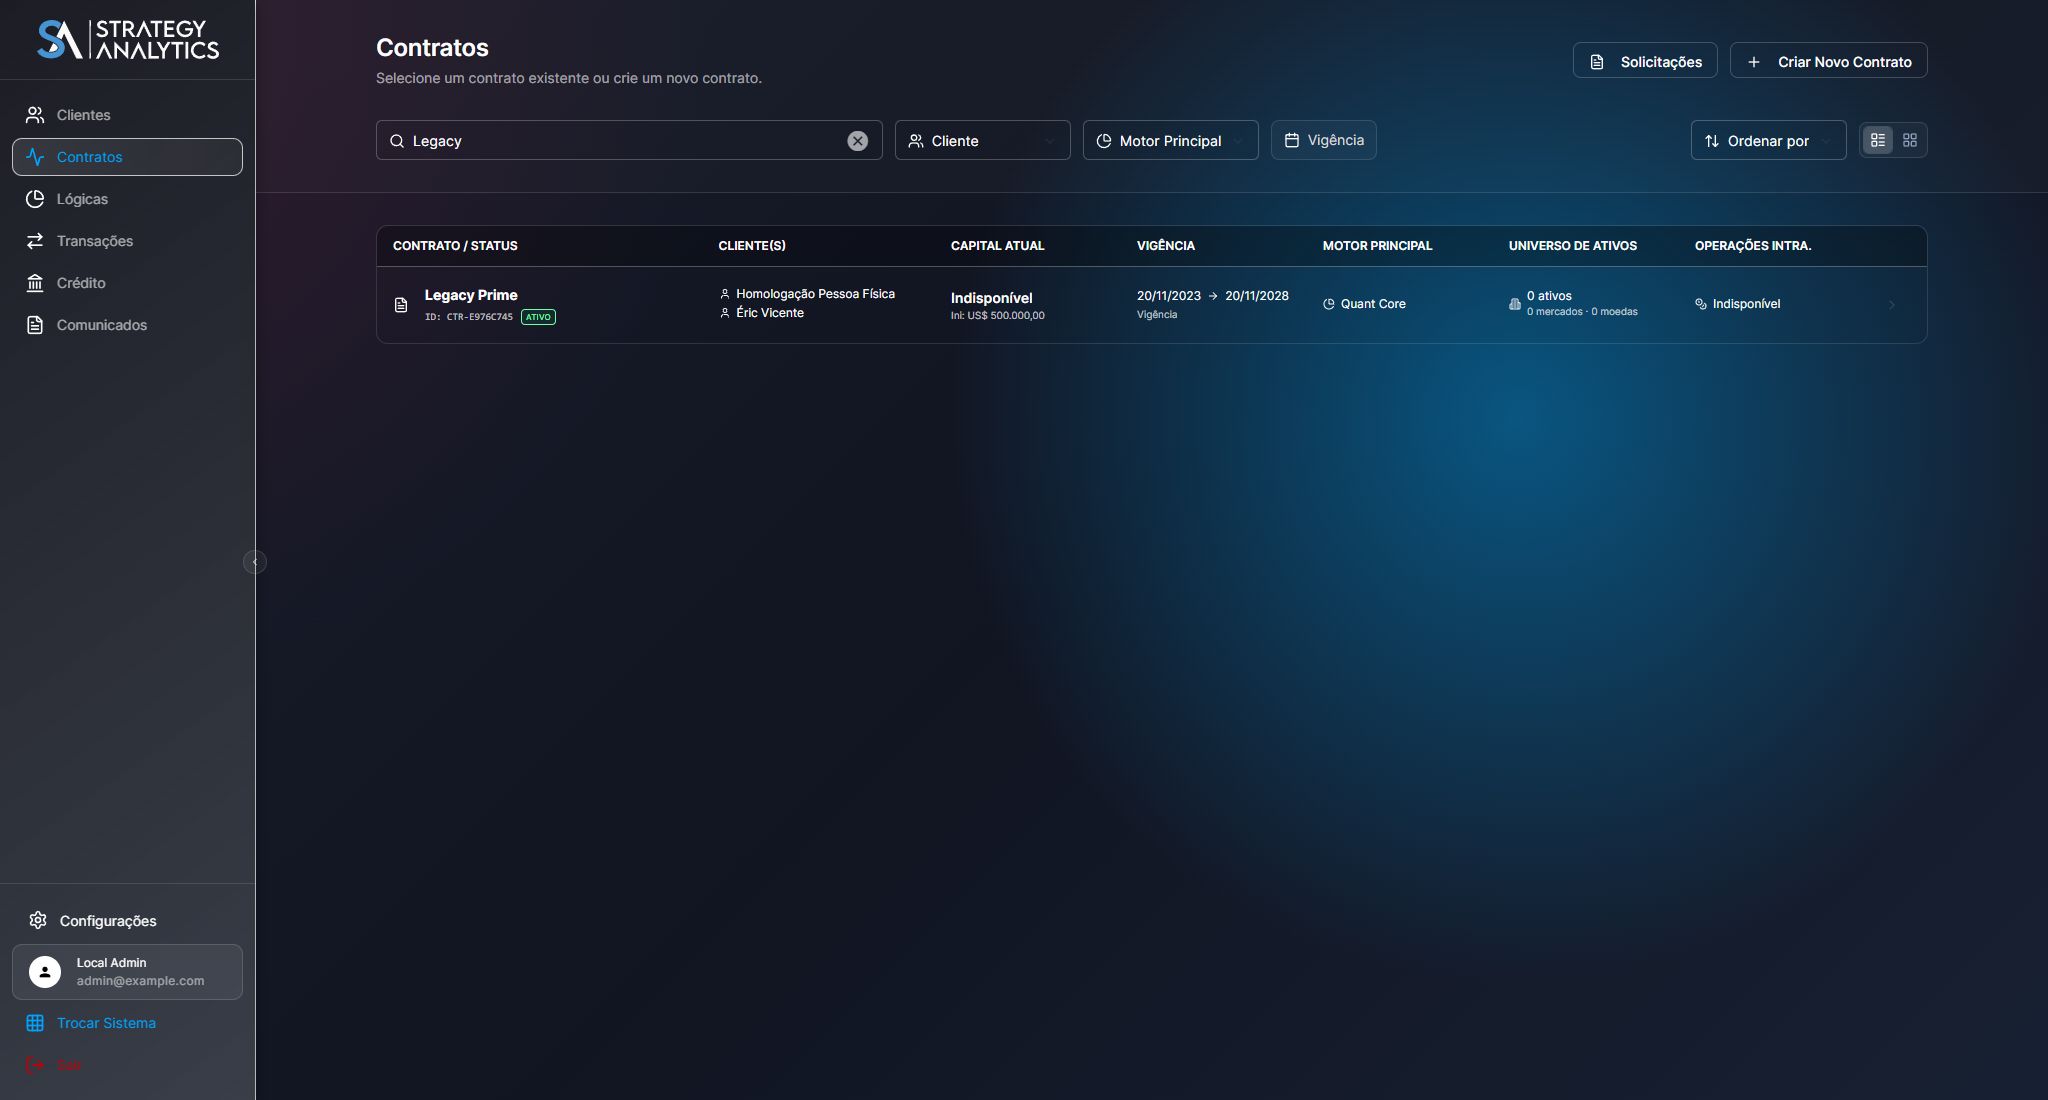 STRATEGY
ANALYTICS
Clientes
Contratos
Lógicas
Transações
Crédito
Comunicados
Configurações
Local Admin
admin@example.com
Trocar Sistema
Sair
Contratos
Selecione um contrato existente ou crie um novo contrato.
Solicitações
Criar Novo Contrato
Legacy
Cliente
Motor Principal
Vigência
Ordenar por
CONTRATO / STATUS
CLIENTE(S)
CAPITAL ATUAL
VIGÊNCIA
MOTOR PRINCIPAL
UNIVERSO DE ATIVOS
OPERAÇÕES INTRA.
Legacy Prime
ID: CTR-E976C745 ATIVO
Homologação Pessoa Física
Éric Vicente
Indisponível
Ini: US$ 500.000,00
20/11/2023 → 20/11/2028
Vigência
Quant Core
0 ativos
0 mercados · 0 moedas
Indisponível